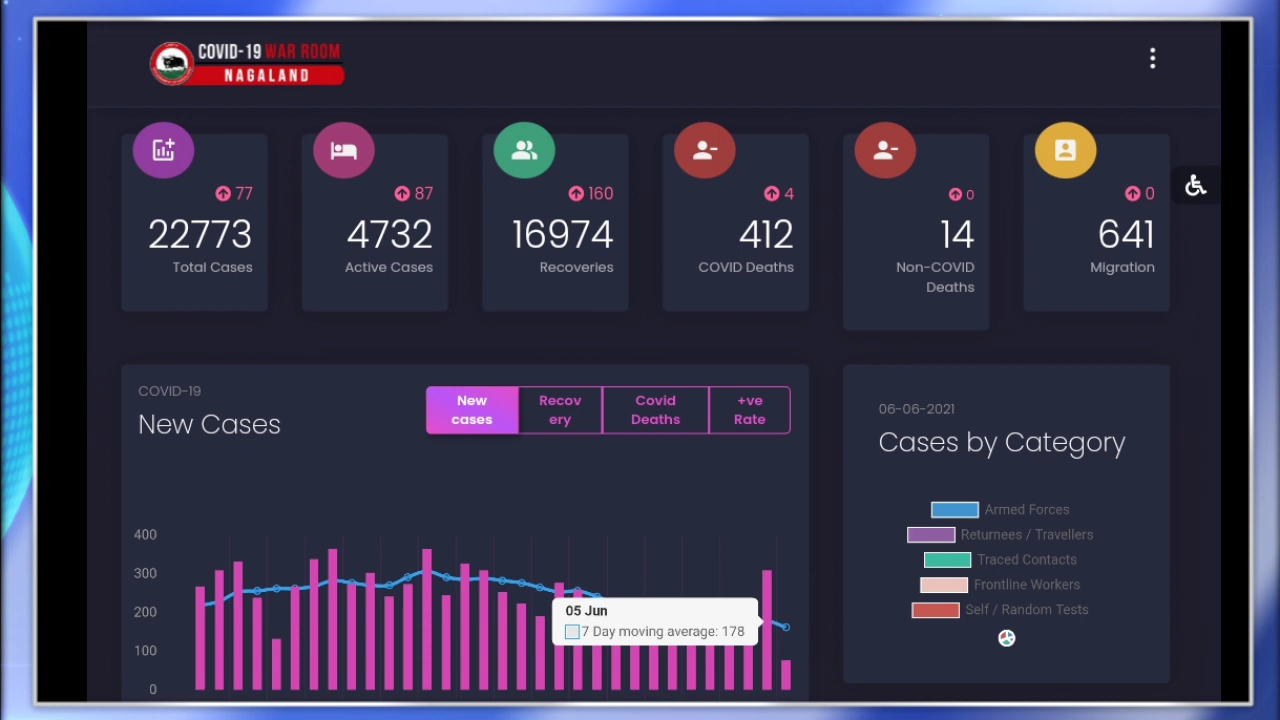 COVID-19 WAR ROOM
NAGALAND
77
22773
Total Cases
87
4732
Active Cases
160
16974
Recoveries
4
412
COVID Deaths
0
14
Non-COVID
Deaths
0
641
Migration
COVID-19
New Cases
New
cases
Recov
ery
Covid
Deaths
+ve
Rate
400
300
200
100
0
05 Jun
7 Day moving average: 178
06-06-2021
Cases by Category
Armed Forces
Returnees / Travellers
Traced Contacts
Frontline Workers
Self / Random Tests